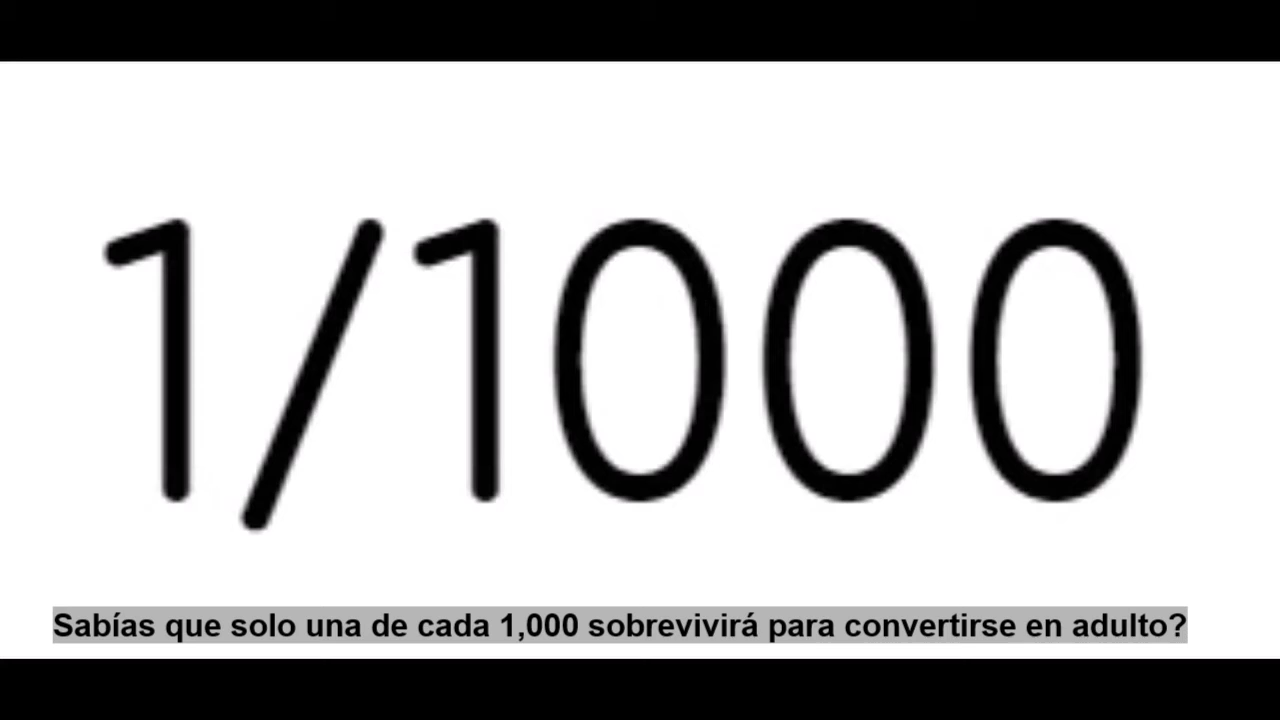 1/1000
Sabías que solo una de cada 1,000 sobrevivirá para convertirse en adulto?